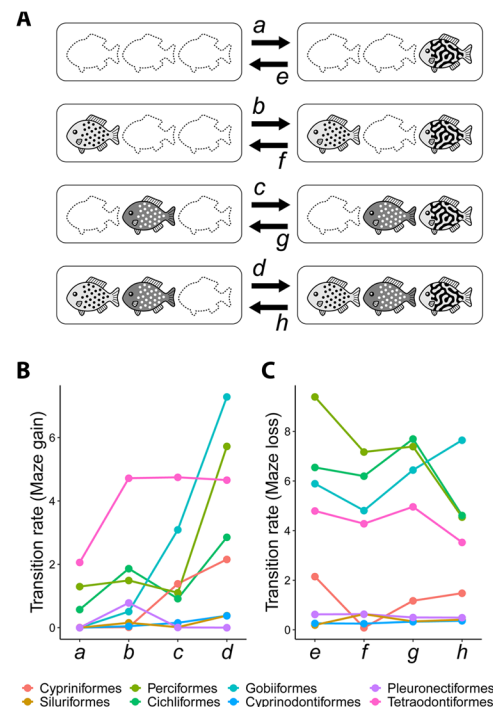 A
a
e
b
f
c
g
d
h
B
C
Transition rate (Maze gain)
6
4
2
0
a b c d
Transition rate (Maze loss)
8
6
4
2
0
e f g h
Cypriniformes Perciformes Gobiiformes Pleuronectiformes
Siluriformes Cichliformes Cyprinodontiformes Tetraodontiformes